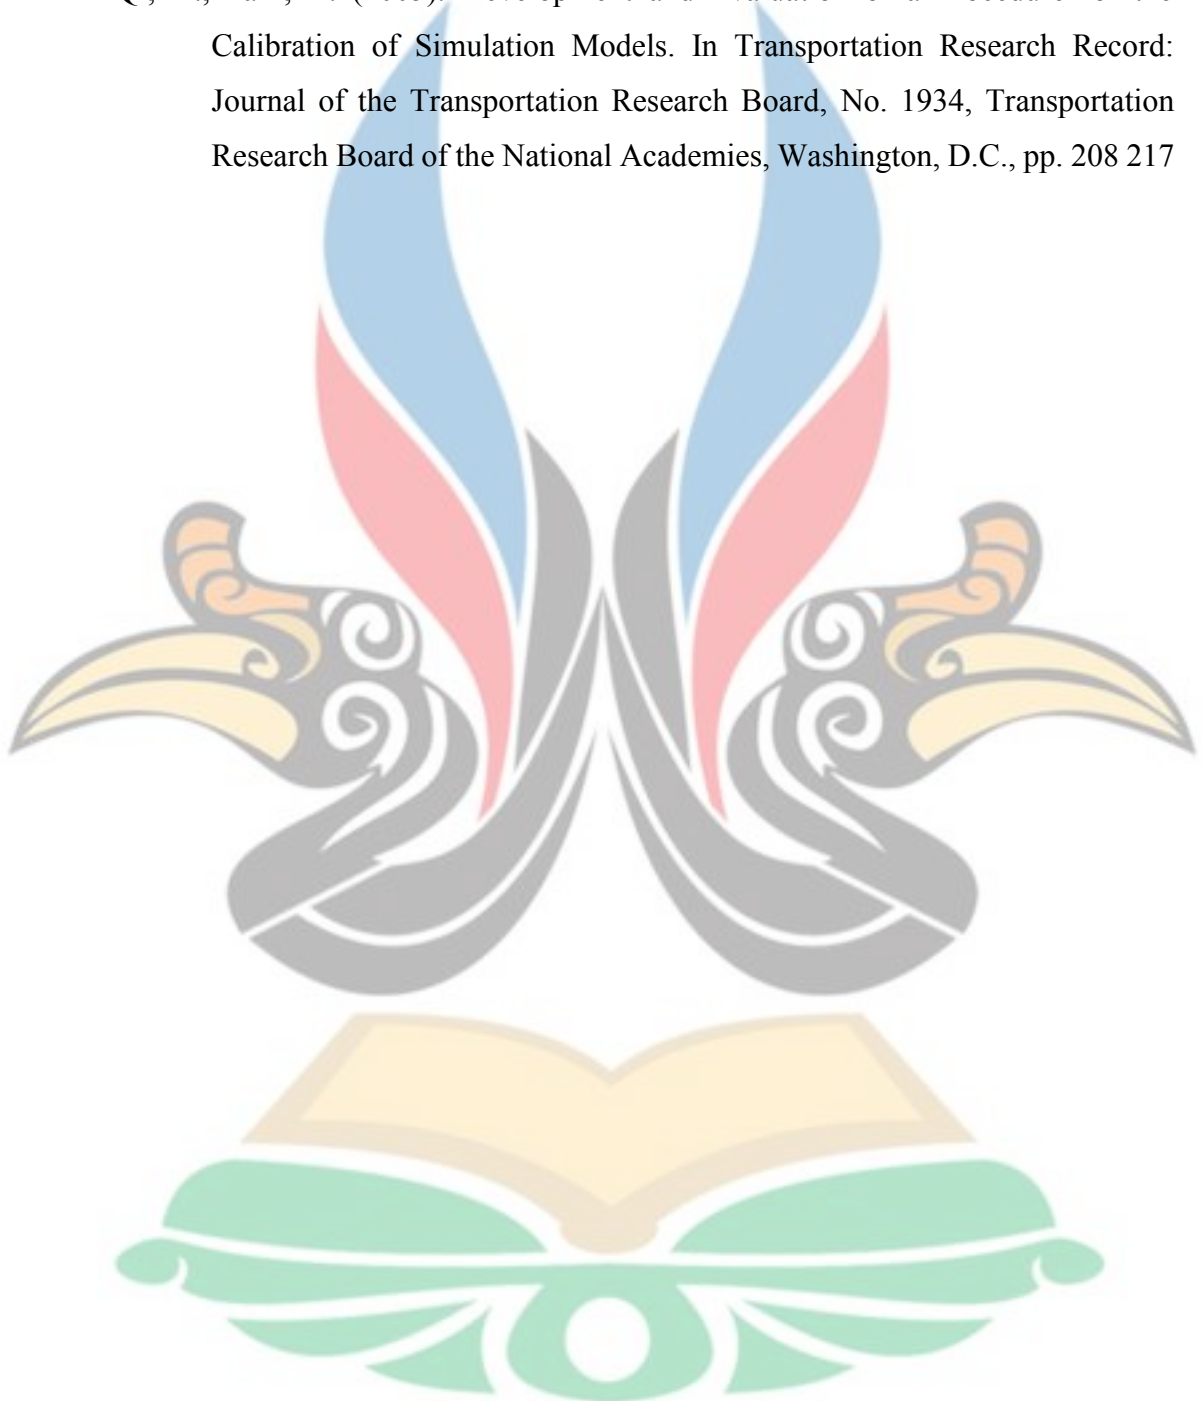 Calibration of Simulation Models. In Transportation Research Record:
Journal of the Transportation Research Board, No. 1934, Transportation
Research Board of the National Academies, Washington, D.C., pp. 208 217